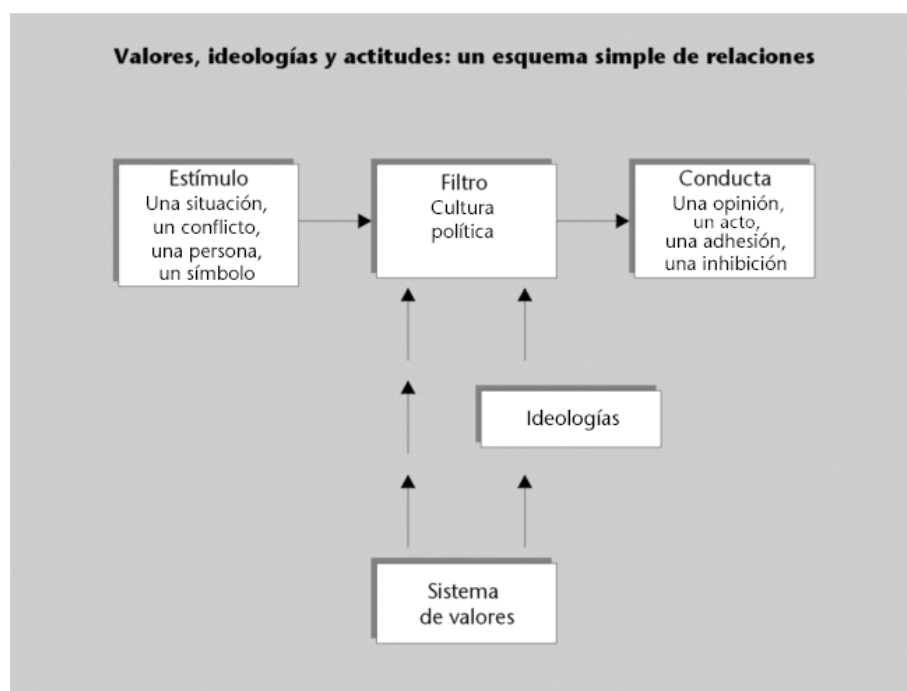 Valores, ideologías y actitudes: un esquema simple de relaciones
Estímulo
Una situación,
un conflicto,
una persona,
un símbolo
Filtro
Cultura
política
Conducta
Una opinión,
un acto,
una adhesión,
una inhibición
Ideologías
Sistema
de valores